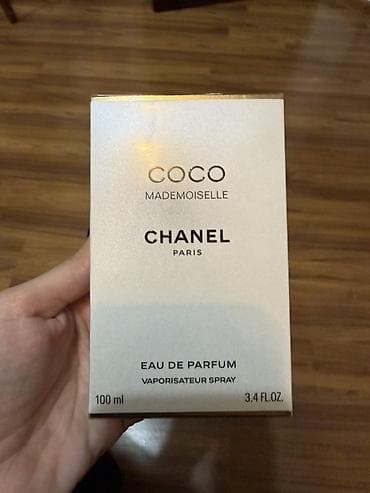 COCO
MADEMOISELLE
CHANEL
PARIS
EAU DE PARFUM
VAPORISATEUR SPRAY
100 ml 3.4 FL.OZ.